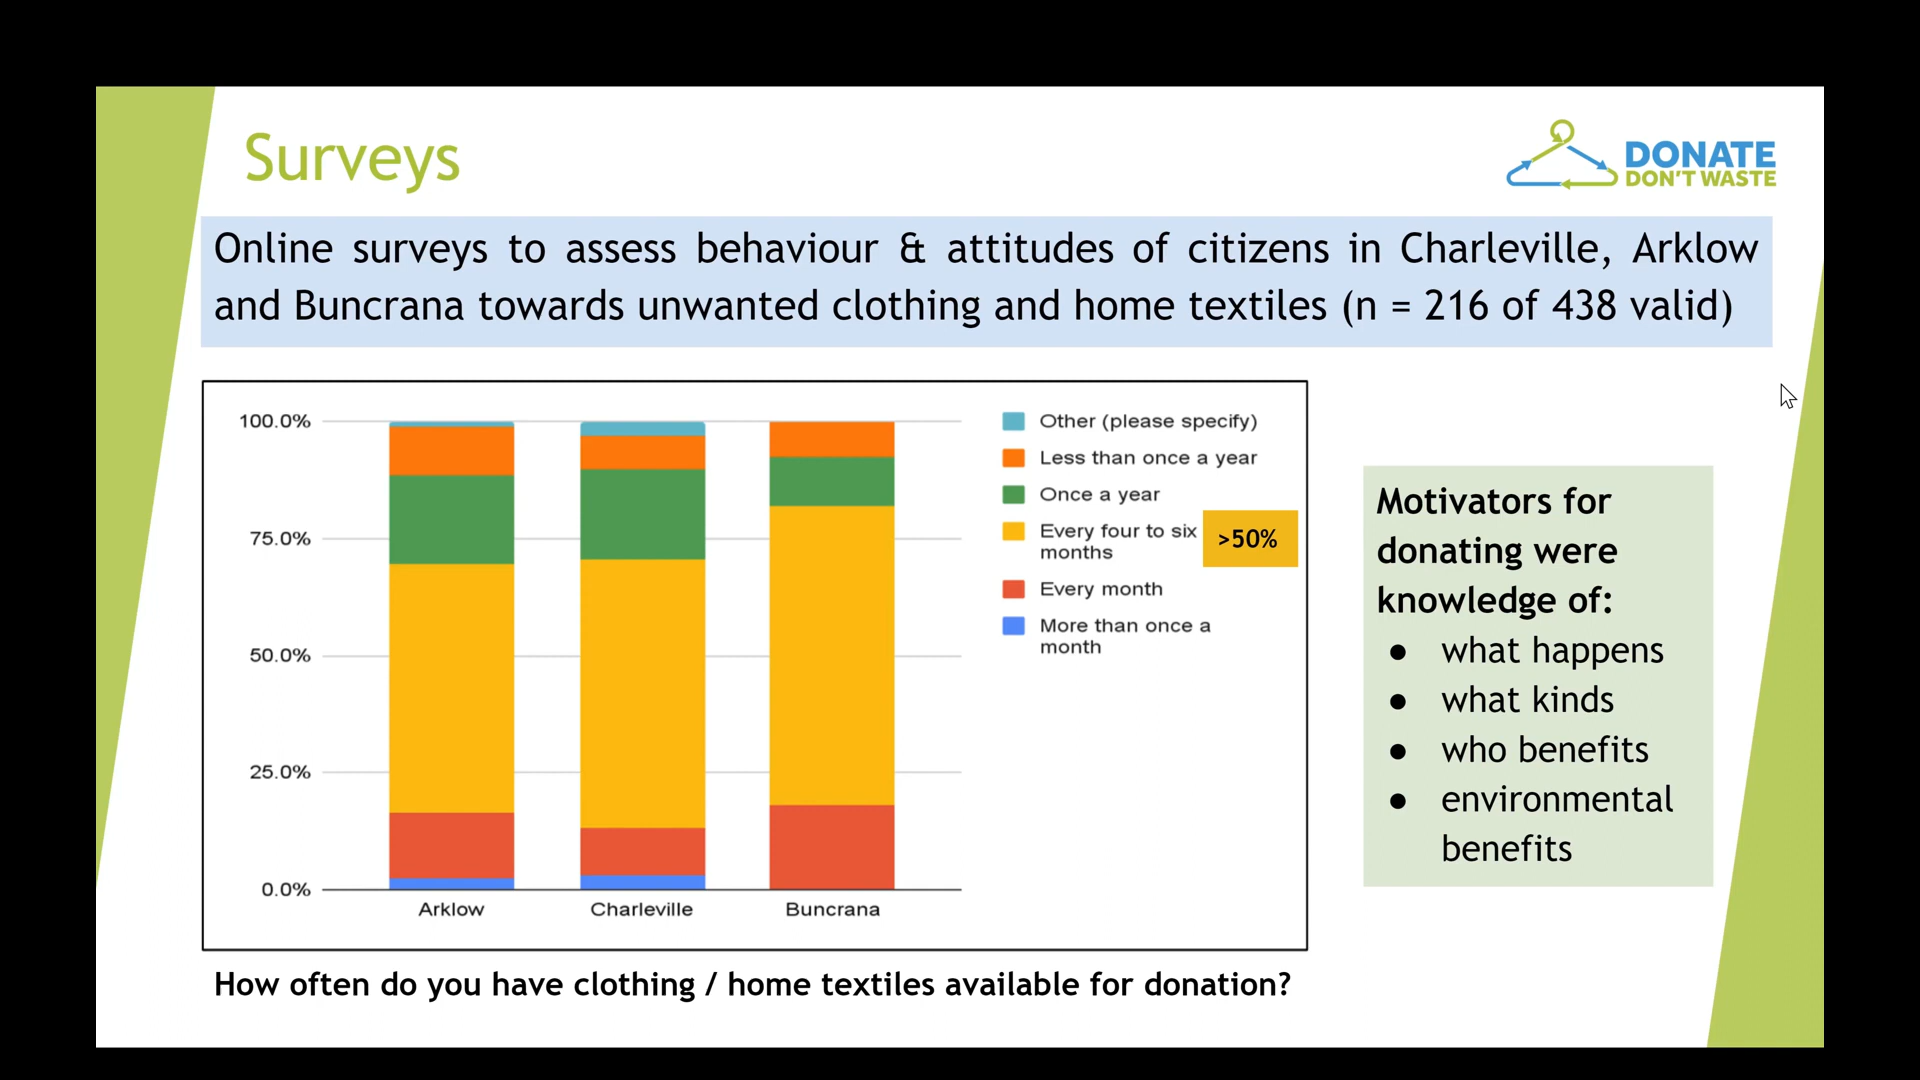 Surveys
DONATE
DON'T WASTE
Online surveys to assess behaviour & attitudes of citizens in Charleville, Arklow
and Buncrana towards unwanted clothing and home textiles (n = 216 of 438 valid)
100.0%
75.0%
50.0%
25.0%
0.0%
Arklow
Charleville
Buncrana
Other (please specify)
Less than once a year
Once a year
Every four to six
months
>50%
Every month
More than once a
month
Motivators for
donating were
knowledge of:
● what happens
● what kinds
● who benefits
● environmental
benefits
How often do you have clothing / home textiles available for donation?